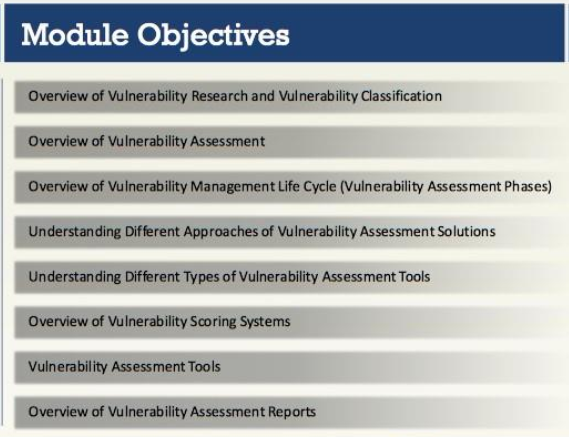 Module Objectives
Overview of Vulnerability Research and Vulnerability Classification
Overview of Vulnerability Assessment
Overview of Vulnerability Management Life Cycle (Vulnerability Assessment Phases)
Understanding Different Approaches of Vulnerability Assessment Solutions
Understanding Different Types of Vulnerability Assessment Tools
Overview of Vulnerability Scoring Systems
Vulnerability Assessment Tools
Overview of Vulnerability Assessment Reports